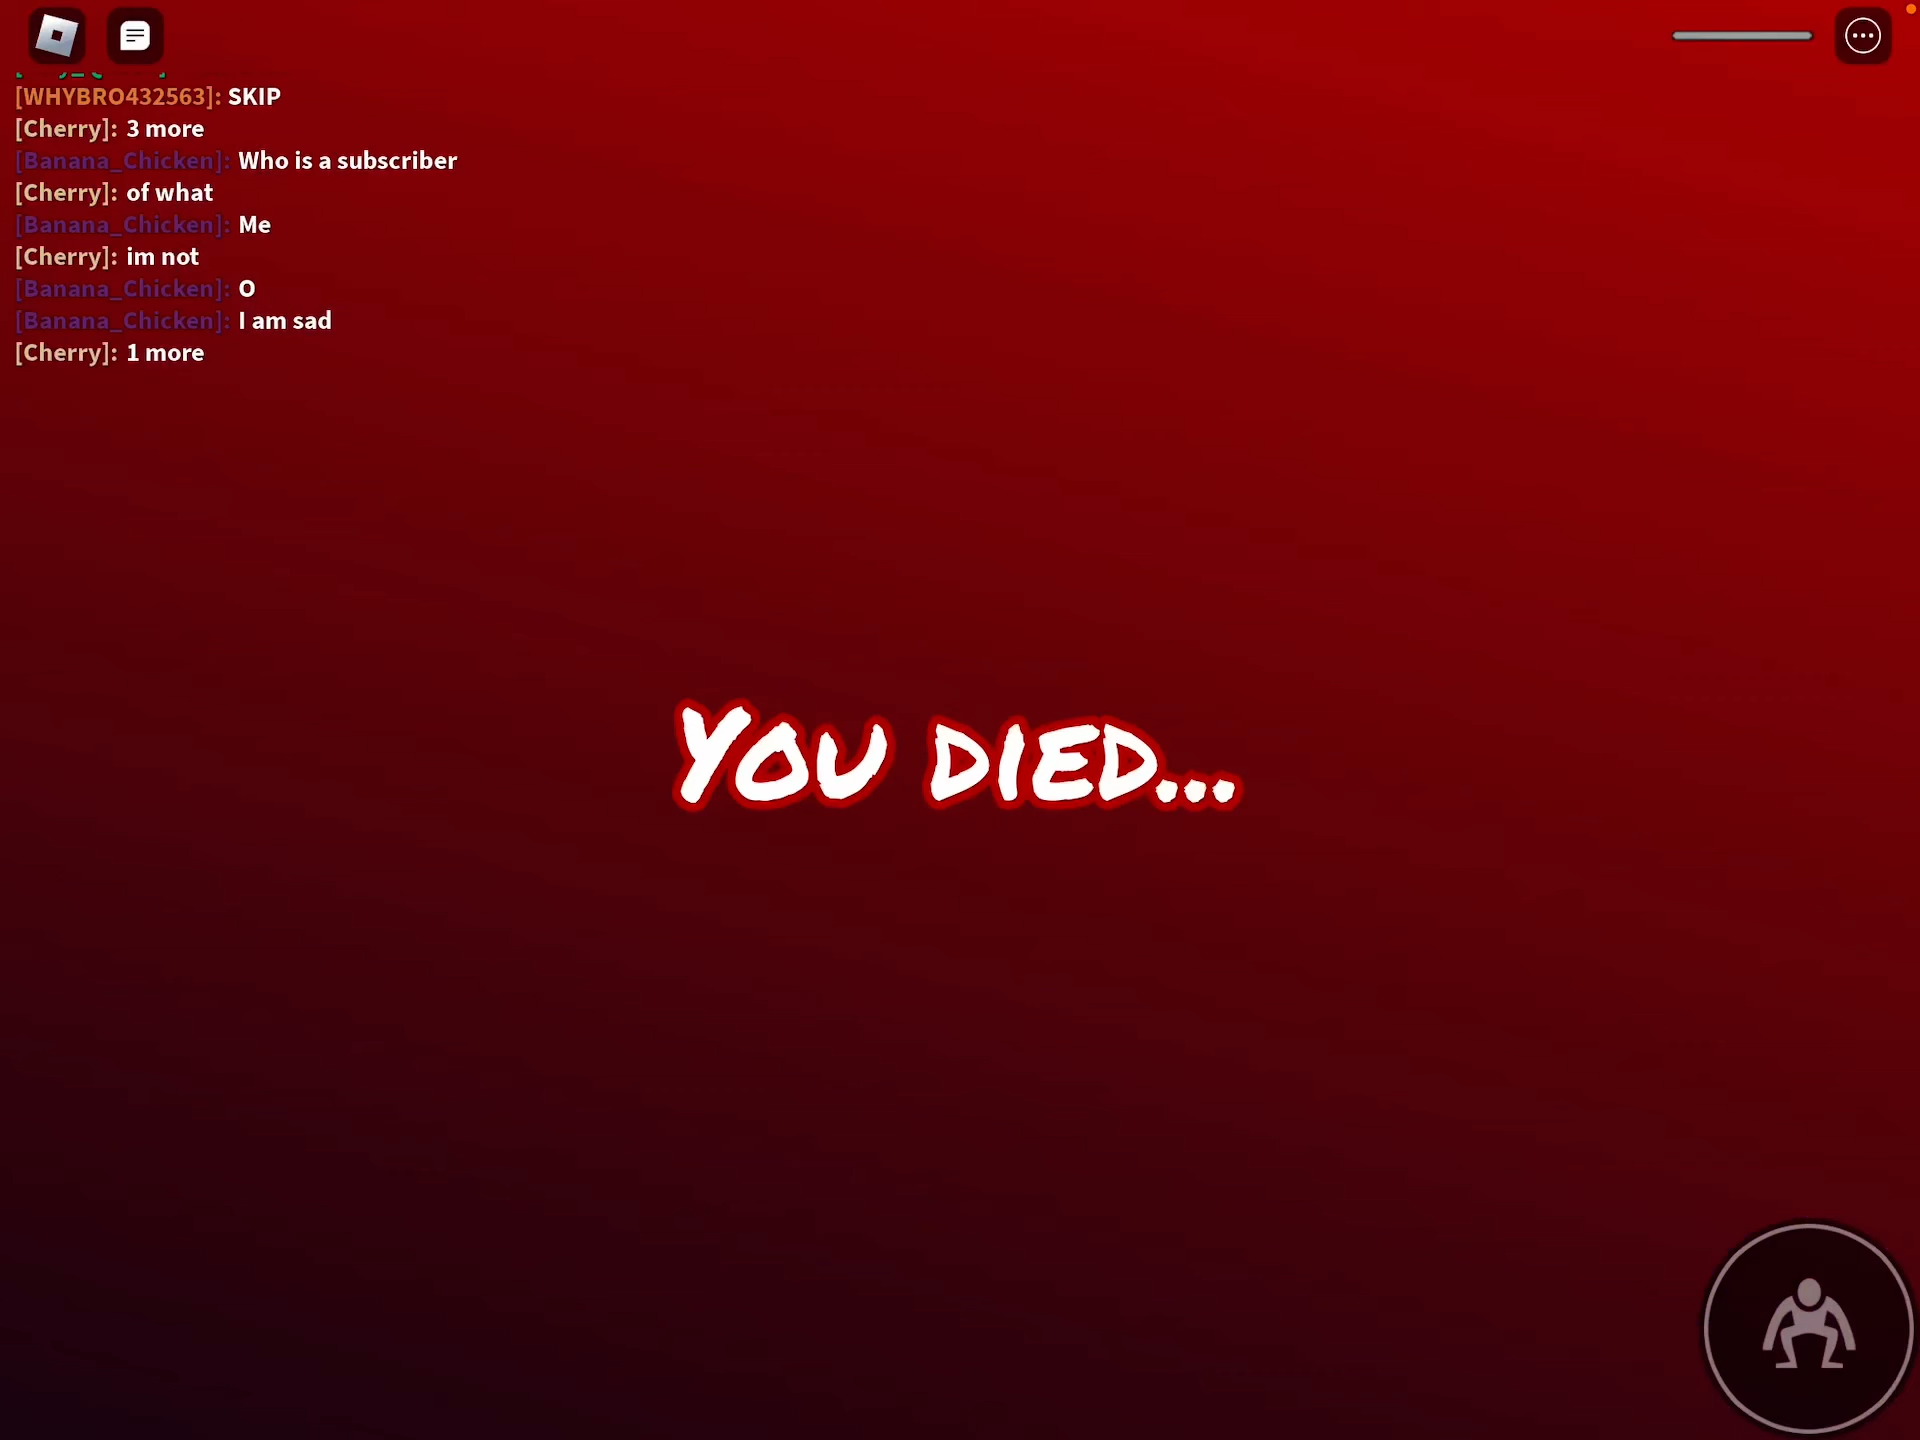 [WHYBRO432563]: SKIP
[Cherry]: 3 more
[Banana_Chicken]: Who is a subscriber
[Cherry]: of what
[Banana_Chicken]: Me
[Cherry]: im not
[Banana_Chicken]: O
[Banana_Chicken]: I am sad
[Cherry]: 1 more
You died...